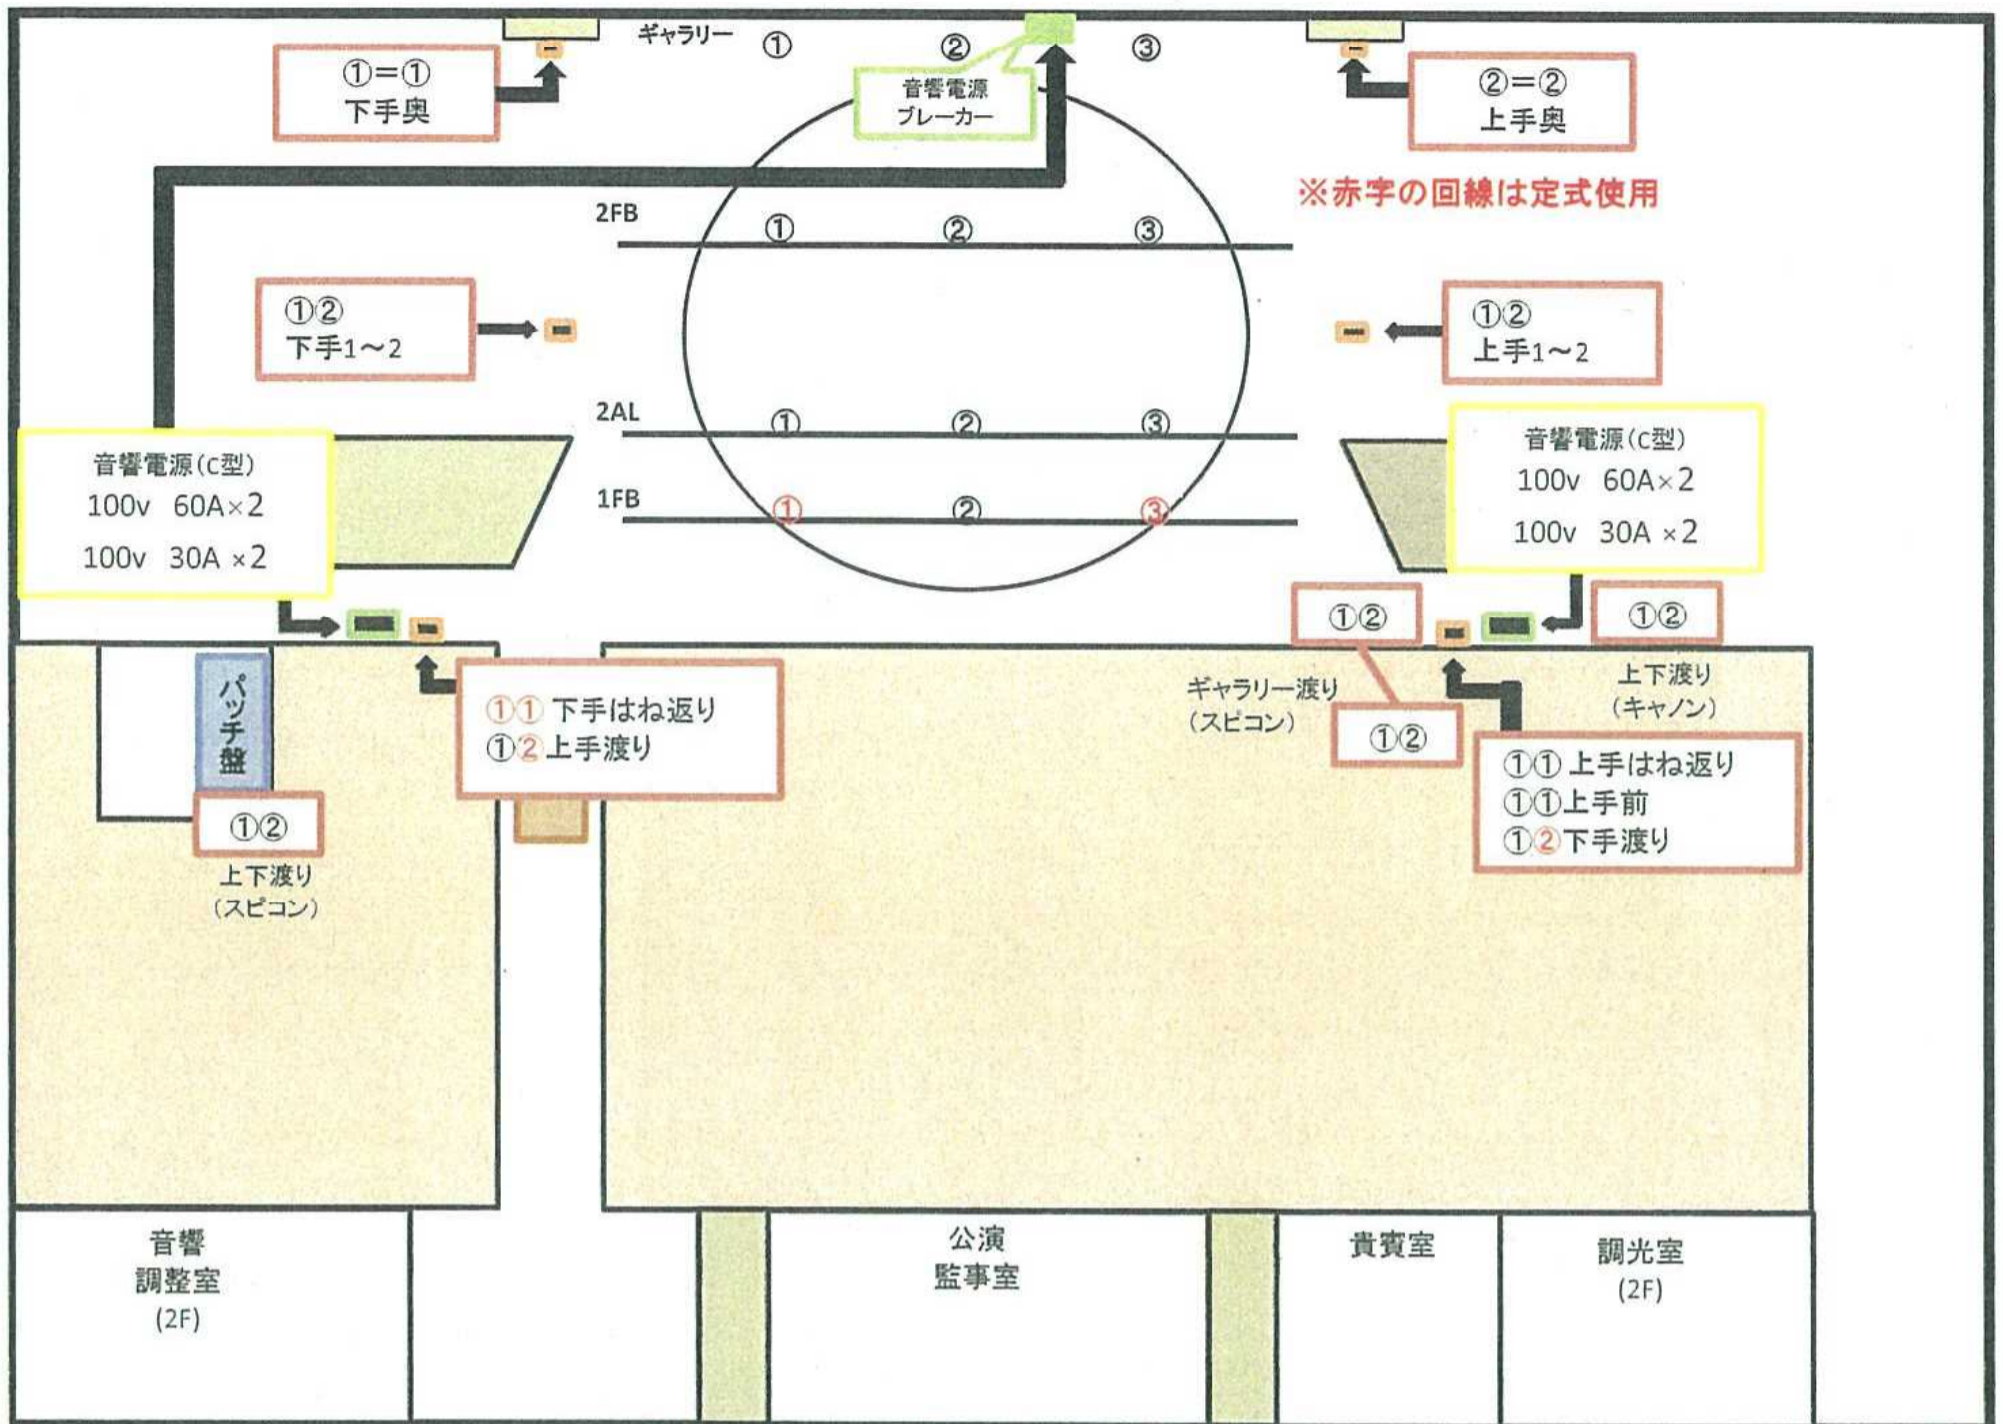 ギャラリー ① ② ③
①=①
下手奥
音響電源
ブレーカー
②=②
上手奥
※赤字の回線は定式使用
2FB ① ② ③
①②
下手1~2
①②
上手1~2
2AL ① ② ③
音響電源(C型)
100v 60A×2
100v 30A×2
音響電源(C型)
100v 60A×2
100v 30A×2
1FB ① ② ③
①②
①②
パッチ盤
①①下手はね返り
①②上手渡り
ギャラリー渡り
(スピコン)
①②
上下渡り
(キャノン)
①①上手はね返り
①①上手前
①②下手渡り
①②
上下渡り
(スピコン)
音響
調整室
(2F)
公演
監事室
貴賓室
調光室
(2F)